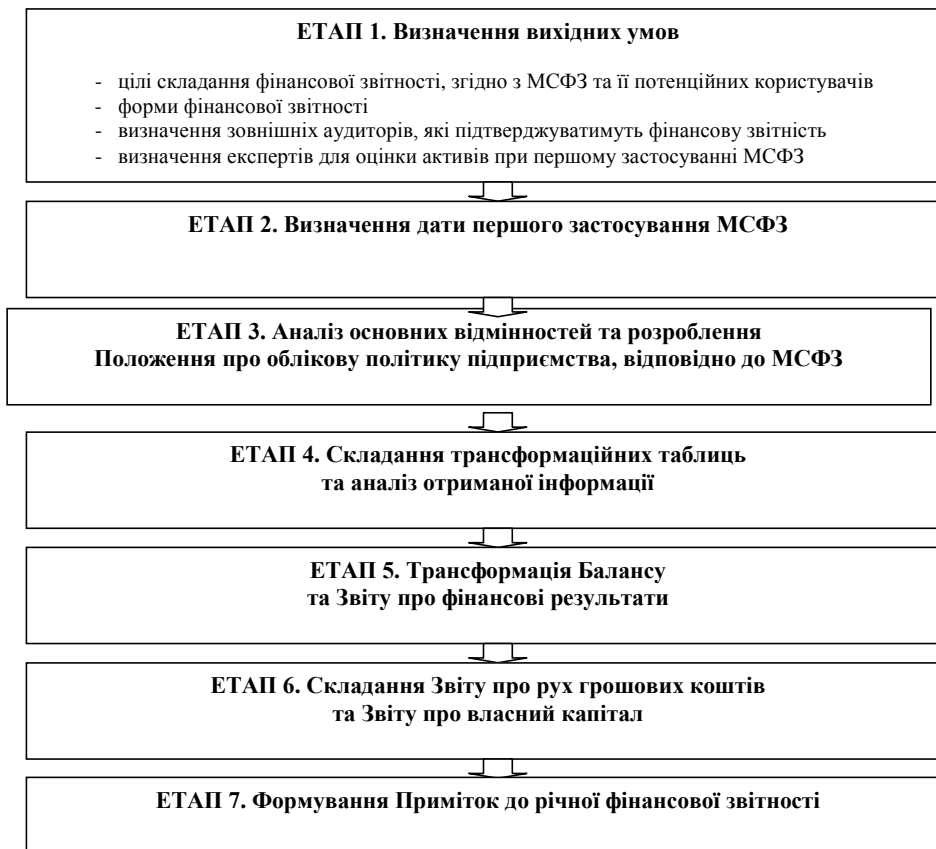 ЕТАП 1. Визначення вихідних умов
- цілі складання фінансової звітності, згідно з МСФЗ та її потенційних користувачів
- форми фінансової звітності
- визначення зовнішніх аудиторів, які підтверджуватимуть фінансову звітність
- визначення експертів для оцінки активів при першому застосуванні МСФЗ
ЕТАП 2. Визначення дати першого застосування МСФЗ
ЕТАП 3. Аналіз основних відмінностей та розроблення
Положення про облікову політику підприємства, відповідно до МСФЗ
ЕТАП 4. Складання трансформаційних таблиць
та аналіз отриманої інформації
ЕТАП 5. Трансформація Балансу
та Звіту про фінансові результати
ЕТАП 6. Складання Звіту про рух грошових коштів
та Звіту про власний капітал
ЕТАП 7. Формування Приміток до річної фінансової звітності